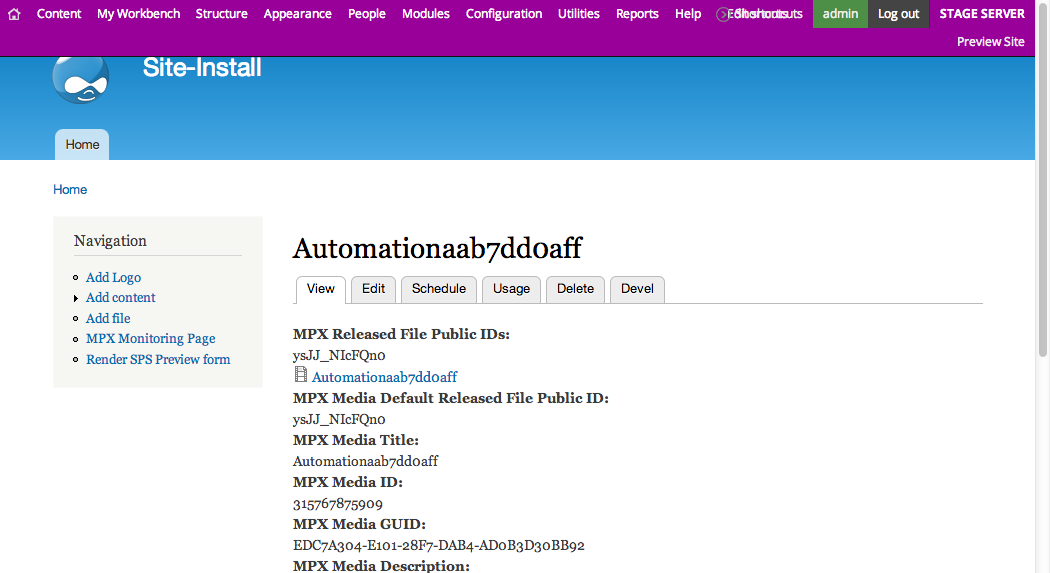 Content My Workbench Structure Appearance People Modules Configuration Utilities Reports Help Edit Shortcuts admin Log out STAGE SERVER
Preview Site
Site-Install
Home
Home
Navigation
Add Logo
Add content
Add file
MPX Monitoring Page
Render SPS Preview form
Automationaab7dd0aff
View Edit Schedule Usage Delete Devel
MPX Released File Public IDs:
ysJJ_NIcFQn0
Automationaab7dd0aff
MPX Media Default Released File Public ID:
ysJJ_NIcFQn0
MPX Media Title:
Automationaab7dd0aff
MPX Media ID:
315767875909
MPX Media GUID:
EDC7A304-E101-28F7-DAB4-AD0B3D30BB92
MPX Media Description: